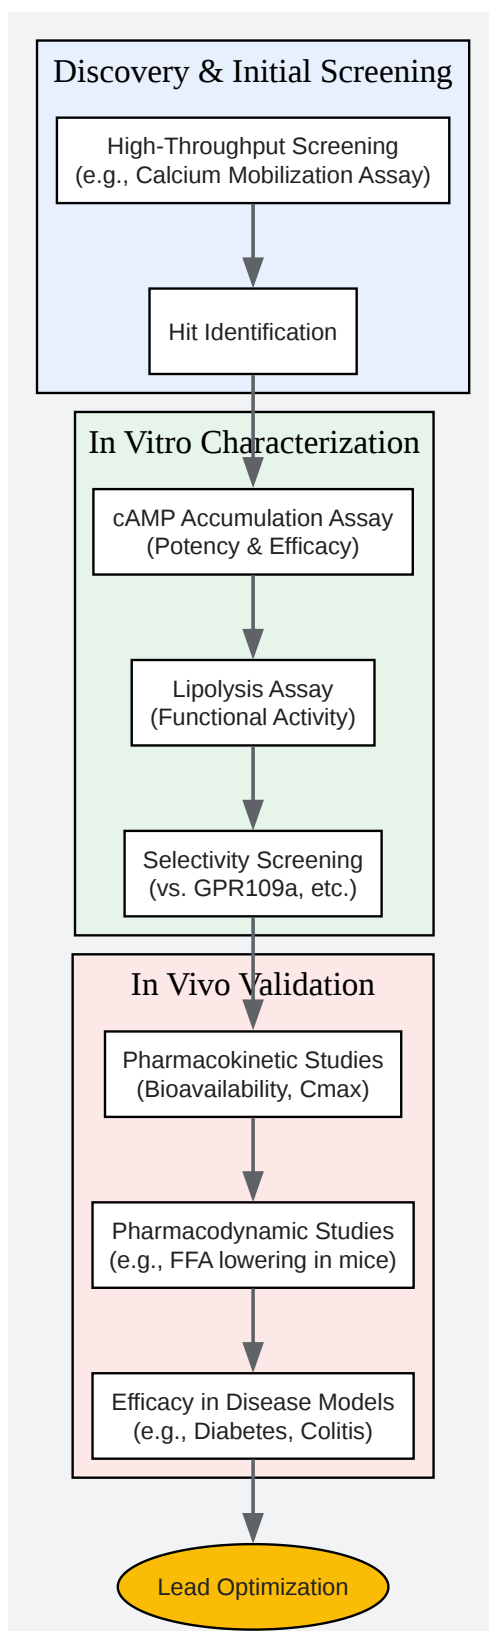 Discovery & Initial Screening
High-Throughput Screening
(e.g., Calcium Mobilization Assay)
Hit Identification
In Vitro Characterization
cAMP Accumulation Assay
(Potency & Efficacy)
Lipolysis Assay
(Functional Activity)
Selectivity Screening
(vs. GPR109a, etc.)
In Vivo Validation
Pharmacokinetic Studies
(Bioavailability, Cmax)
Pharmacodynamic Studies
(e.g., FFA lowering in mice)
Efficacy in Disease Models
(e.g., Diabetes, Colitis)
Lead Optimization